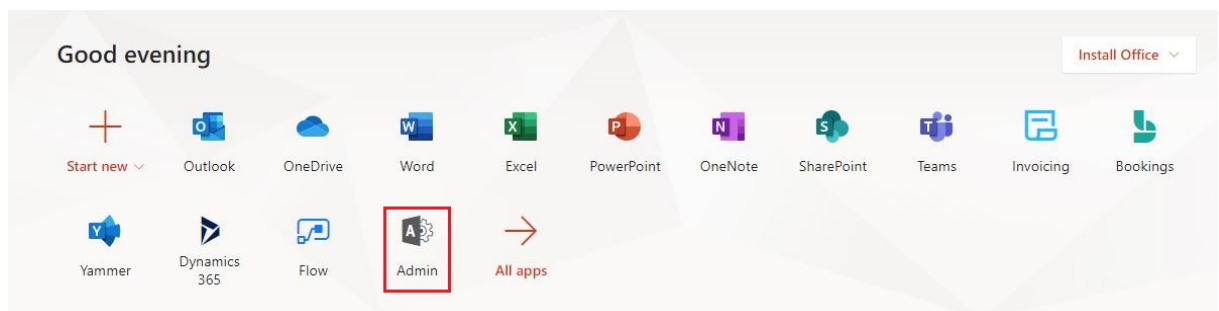 Good evening
Install Office
Start new
Outlook
OneDrive
Word
Excel
PowerPoint
OneNote
SharePoint
Teams
Invoicing
Bookings
Yammer
Dynamics
365
Flow
Admin
All apps